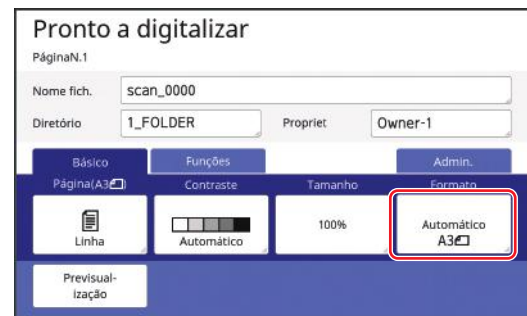 Pronto a digitalizar
PáginaN.1
Nome fich. scan_0000
Diretório 1_FOLDER Propriet Owner-1
Básico Funções Admin.
Página(A3) Contraste Tamanho Formato
Linha Automático 100% Automático
A3
Previsual-
ização